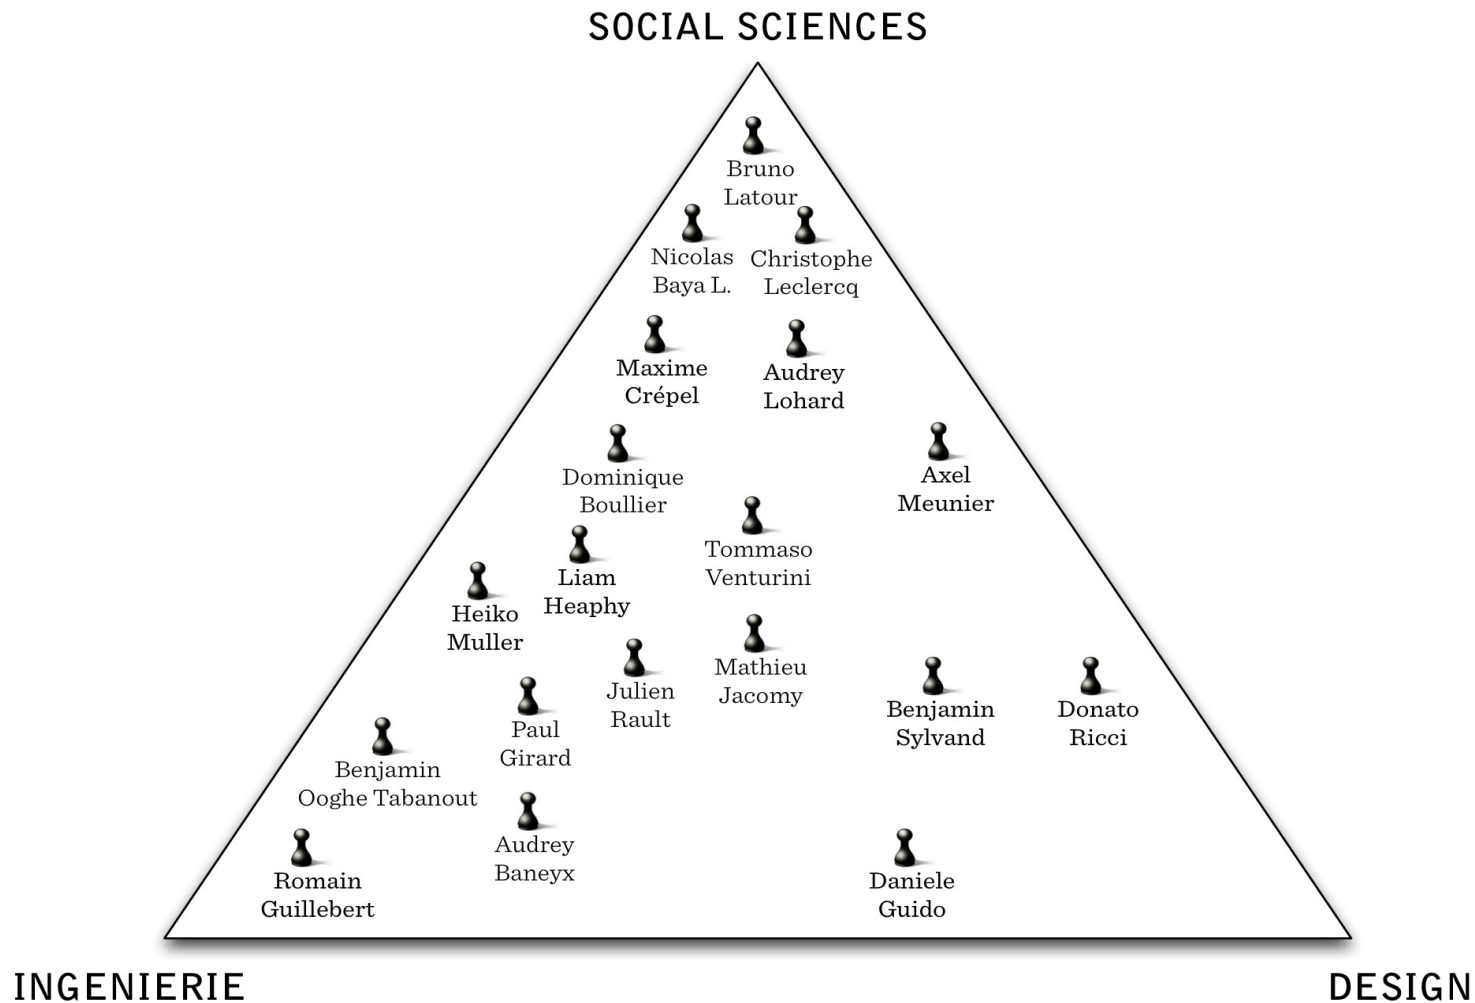 SOCIAL SCIENCES
Bruno
Latour
Nicolas
Baya L.
Christophe
Leclercq
Maxime
Crépel
Audrey
Lohard
Dominique
Boullier
Axel
Meunier
Tommaso
Venturini
Liam
Heaphy
Heiko
Muller
Mathieu
Jacomy
Julien
Rault
Benjamin
Sylvand
Donato
Ricci
Paul
Girard
Benjamin
Ooghe Tabanout
Audrey
Baneyx
Romain
Guillebert
Daniele
Guido
INGENIERIE
DESIGN